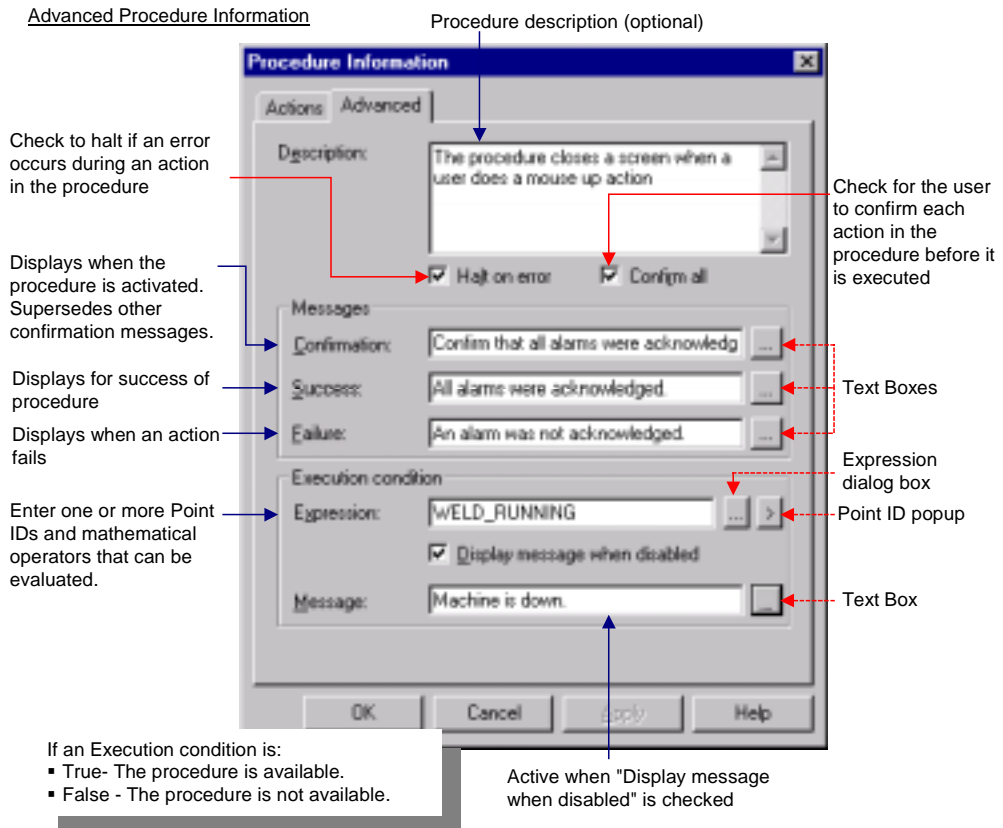 Advanced Procedure Information
Procedure description (optional)
Procedure Information
Actions
Advanced
Check to halt if an error
occurs during an action
in the procedure
Description:
The procedure closes a screen when a
user does a mouse up action
Check for the user
to confirm each
action in the
procedure before it
is executed
Halt on error
Confirm all
Displays when the
procedure is activated.
Supersedes other
confirmation messages.
Messages
Confirmation:
Confirm that all alarms were acknowledg
...
Displays for success of
procedure
Success:
All alarms were acknowledged.
...
Text Boxes
Displays when an action
fails
Failure:
An alarm was not acknowledged.
...
Execution condition
Expression
dialog box
Enter one or more Point
IDs and mathematical
operators that can be
evaluated.
Expression:
WELD_RUNNING
...
>
Point ID popup
Display message when disabled
Message:
Machine is down.
...
Text Box
OK
Cancel
Apply
Help
If an Execution condition is:
▪ True- The procedure is available.
▪ False - The procedure is not available.
Active when "Display message
when disabled" is checked